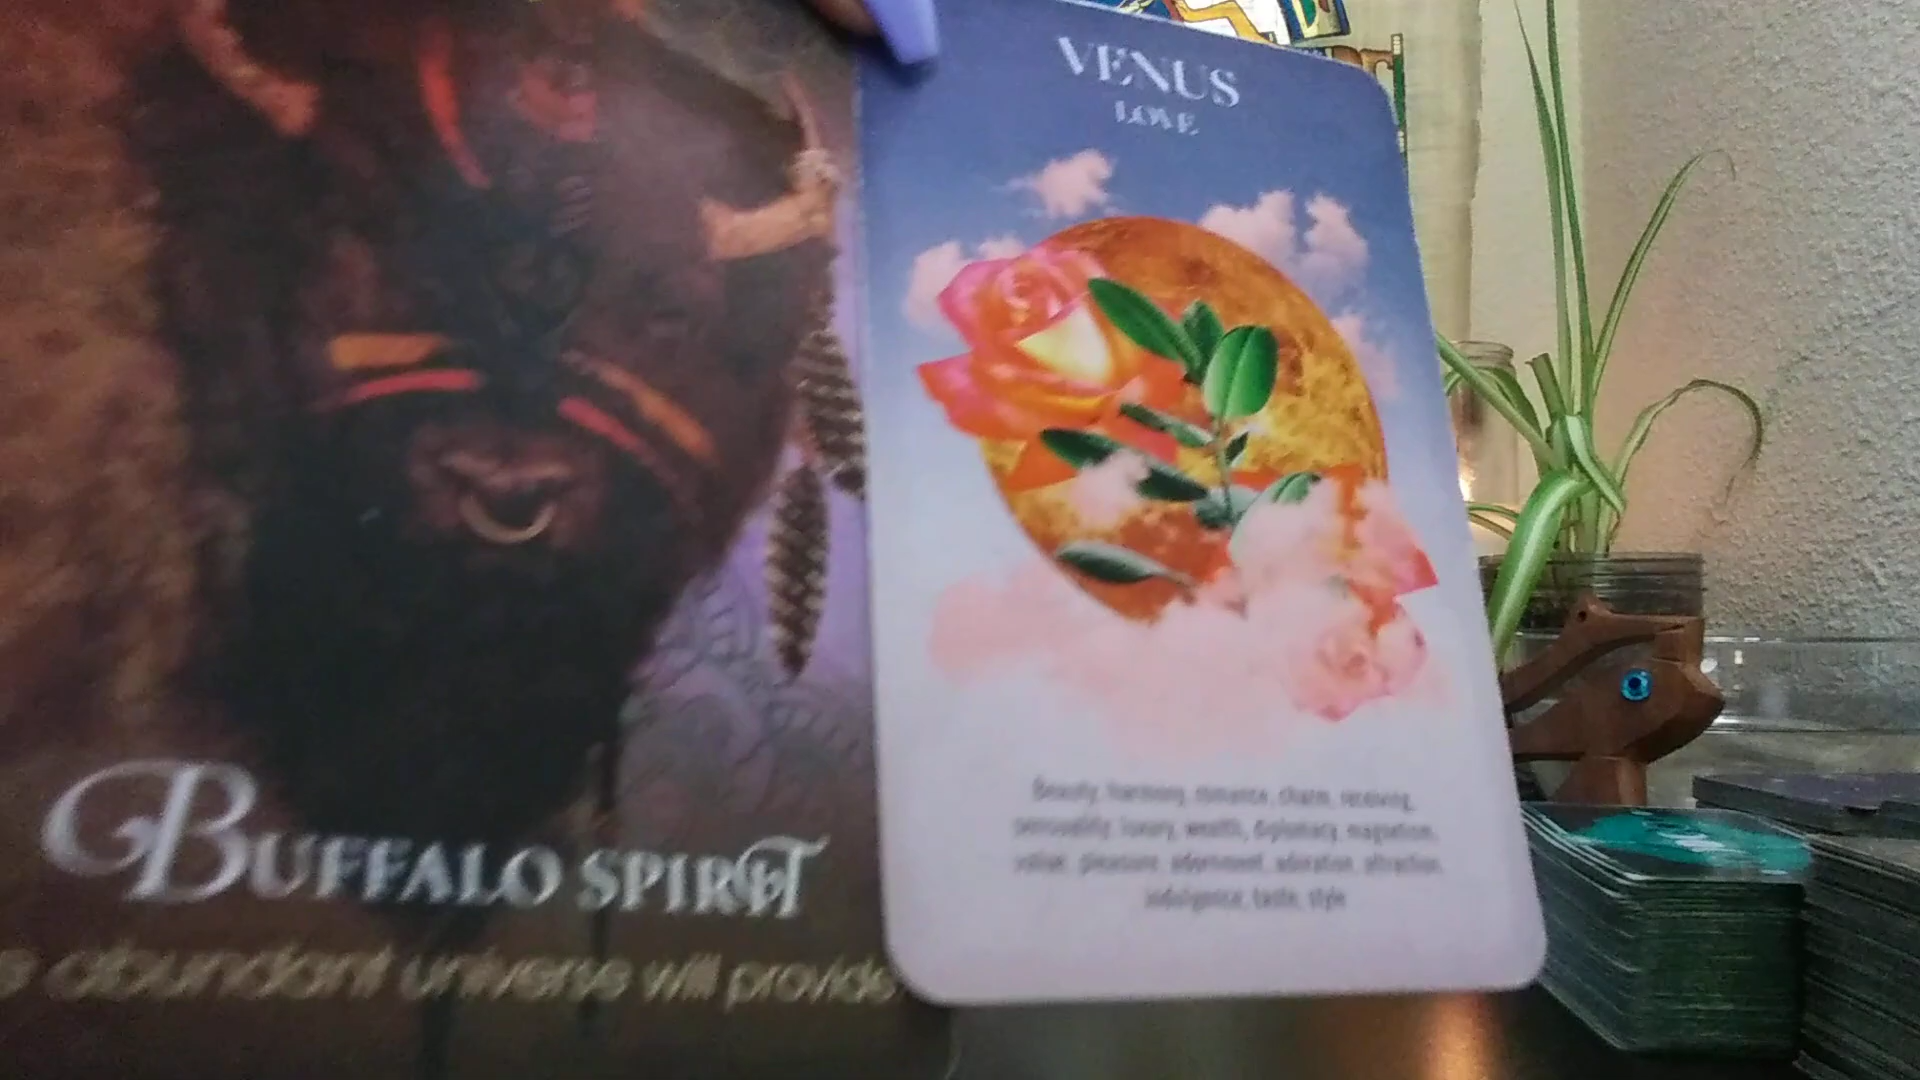 BUFFALO SPIRIT
abundant universe will provide
VENUS
LOVE
Beauty, harmony, romance, charm, receiving,
sensuality, luxury, wealth, diplomacy, magnetism,
value, pleasure, adornment, adoration, attraction,
indulgence, taste, style